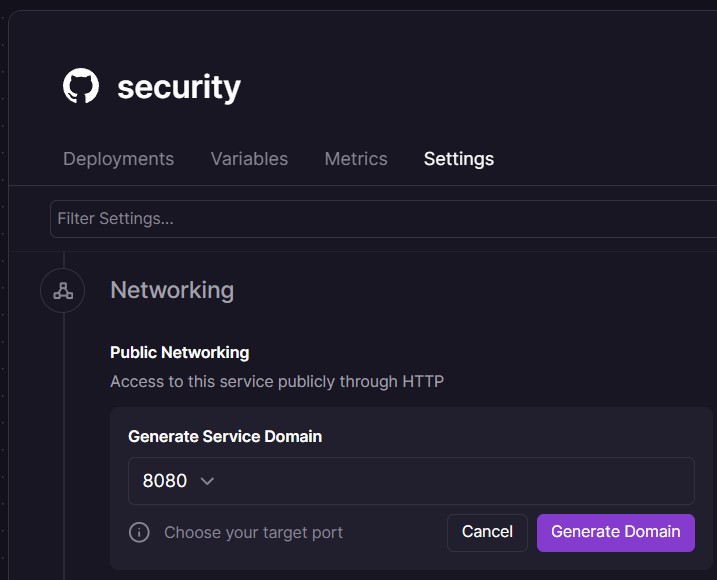 security
Deployments Variables Metrics Settings
Filter Settings...
Networking
Public Networking
Access to this service publicly through HTTP
Generate Service Domain
8080
Choose your target port Cancel Generate Domain